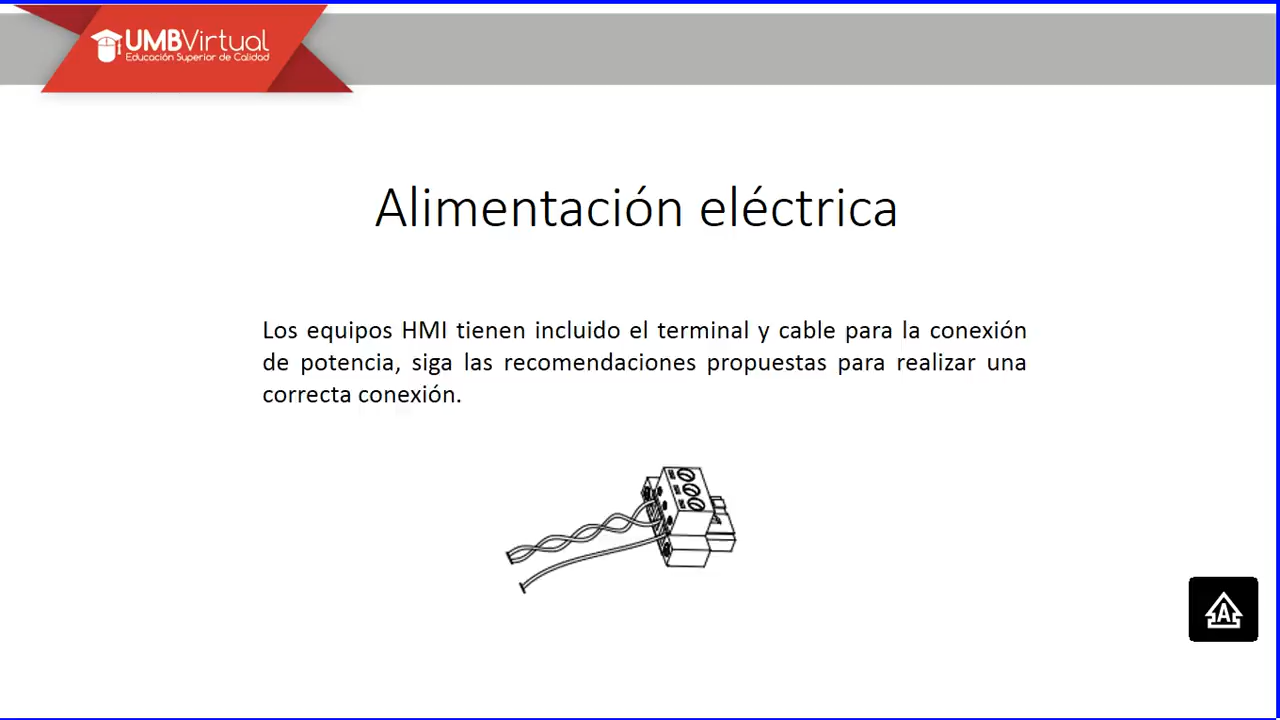 UMBVirtual
Educación Superior de Calidad
Alimentación eléctrica
Los equipos HMI tienen incluido el terminal y cable para la conexión
de potencia, siga las recomendaciones propuestas para realizar una
correcta conexión.
A